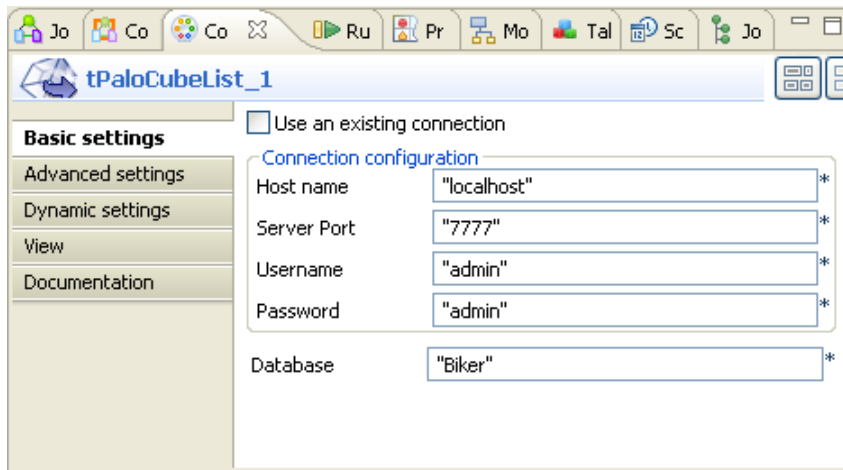 Jo Co Co Ru Pr Mo Tal Sc Jo
tPaloCubeList_1
Basic settings
Advanced settings
Dynamic settings
View
Documentation
Use an existing connection
Connection configuration
Host name "localhost" *
Server Port "7777" *
Username "admin" *
Password "admin" *
Database "Biker" *